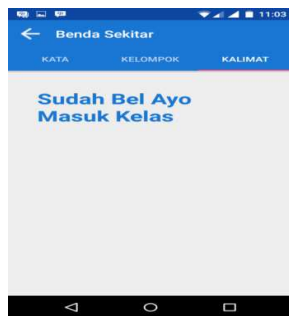 11:03
Benda Sekitar
KATA KELOMPOK KALIMAT
Sudah Bel Ayo
Masuk Kelas